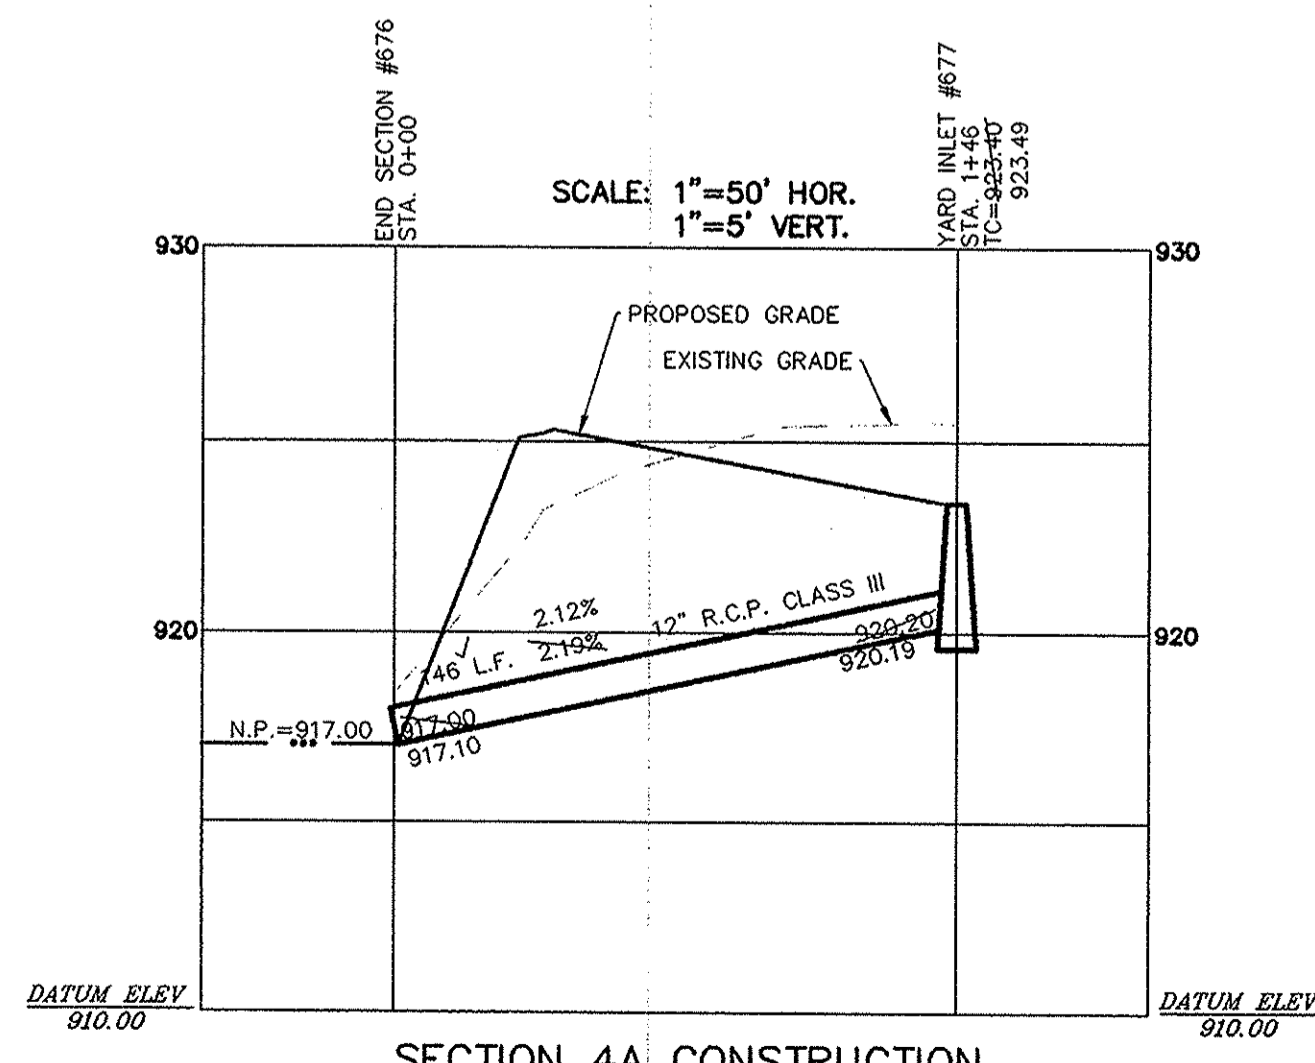 END SECTION #676
STA. 0+00
YARD INLET #677
STA. 1+46
TC=923.40
923.49
SCALE: 1"=50' HOR.
1"=5' VERT.
930
930
PROPOSED GRADE
EXISTING GRADE
2.12%
12" R.C.P. CLASS III
920
146 L.F. 2.19%
920.20
920
920.19
N.P.=917.00
917.00
917.10
DATUM ELEV
910.00
DATUM ELEV
910.00
SECTION 4A CONSTRUCTION